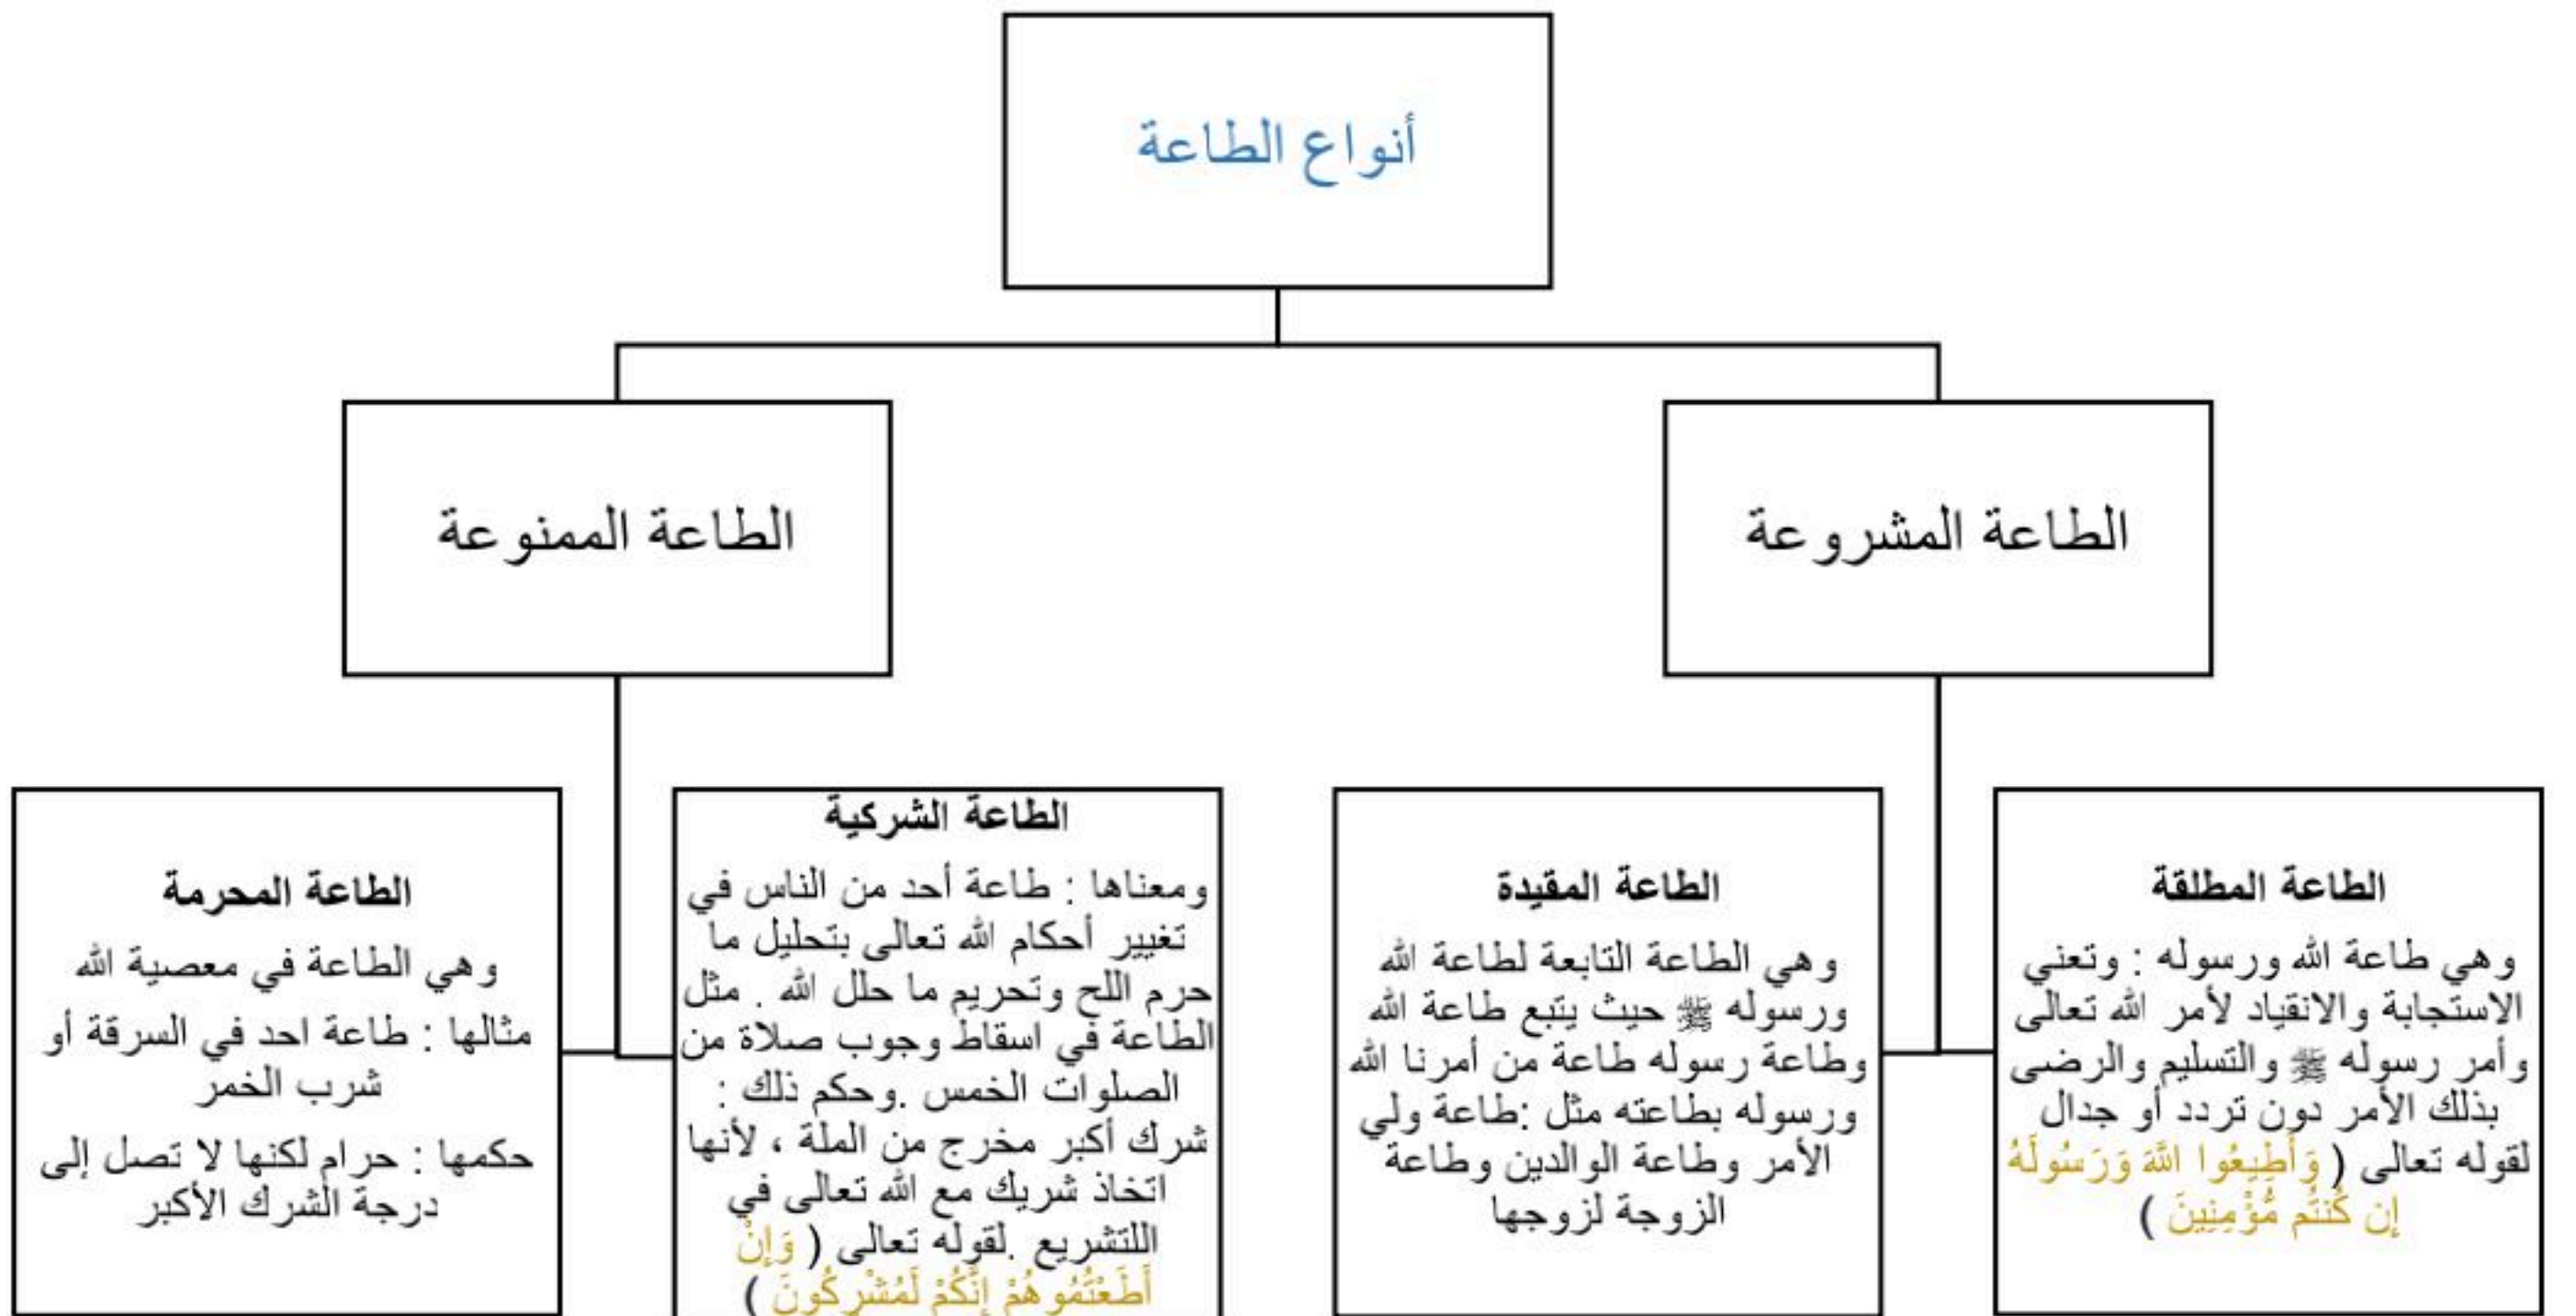 أنواع الطاعة
الطاعة المشروعة
الطاعة الممنوعة
الطاعة المطلقة
وهي طاعة الله ورسوله : وتعني
الاستجابة والانقياد لأمر الله تعالى
وأمر رسوله ﷺ والتسليم والرضى
بذلك الأمر دون تردد أو جدال
لقوله تعالى ( وَأَطِيعُوا اللَّهَ وَرَسُولَهُ
إِن كُنتُم مُّؤْمِنِينَ )
الطاعة المقيدة
وهي الطاعة التابعة لطاعة الله
ورسوله ﷺ حيث يتبع طاعة الله
وطاعة رسوله طاعة من أمرنا الله
ورسوله بطاعته مثل :طاعة ولي
الأمر وطاعة الوالدين وطاعة
الزوجة لزوجها
الطاعة الشركية
ومعناها : طاعة أحد من الناس في
تغيير أحكام الله تعالى بتحليل ما
حرم اللح وتحريم ما حلل الله . مثل
الطاعة في اسقاط وجوب صلاة من
الصلوات الخمس .وحكم ذلك :
شرك أكبر مخرج من الملة ، لأنها
اتخاذ شريك مع الله تعالى في
اللتشريع .لقوله تعالى ( وَإِنْ
أَطَعْتُمُوهُمْ إِنَّكُمْ لَمُشْرِكُونَ )
الطاعة المحرمة
وهي الطاعة في معصية الله
مثالها : طاعة احد في السرقة أو
شرب الخمر
حكمها : حرام لكنها لا تصل إلى
درجة الشرك الأكبر